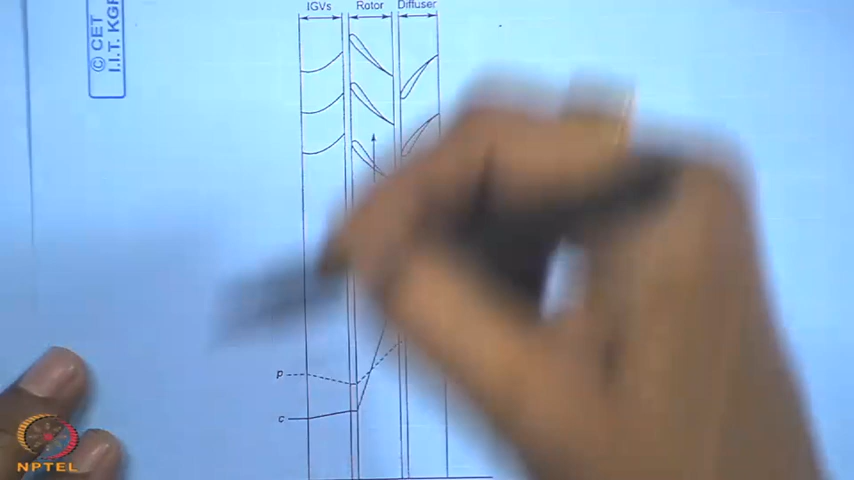 IGVs Rotor Diffuser
© CET
I.I.T. KGP
p
c
NPTEL